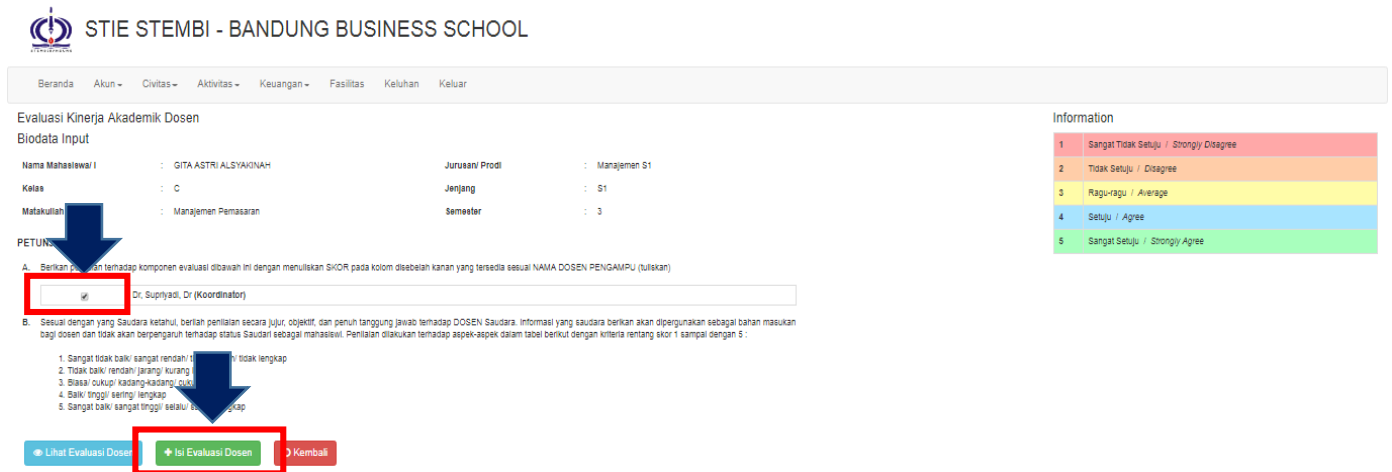 STIE STEMBI - BANDUNG BUSINESS SCHOOL
Beranda Akun Civitas Aktivitas Keuangan Fasilitas Keluhan Keluar
Evaluasi Kinerja Akademik Dosen
Biodata Input
Nama Mahasiswa/ I : GITA ASTRI ALSYAKINAH Jurusan/ Prodi : Manajemen S1
Kelas : C Jenjang : S1
Matakuliah : Manajemen Pemasaran Semester : 3
Information
1 Sangat Tidak Setuju / Strongly Disagree
2 Tidak Setuju / Disagree
3 Ragu-ragu / Average
4 Setuju / Agree
5 Sangat Setuju / Strongly Agree
A. Berikan terhadap komponen evaluasi dibawah ini dengan menuliskan SKOR pada kolom disebelah kanan yang tersedia sesuai NAMA DOSEN PENGAMPU (tuliskan)
Dr, Supriyadi, Dr (Koordinator)
B. Sesuai dengan yang Saudara ketahui, berilah penilaian secara jujur, objektif, dan penuh tanggung jawab terhadap DOSEN Saudara. Informasi yang saudara berikan akan dipergunakan sebagai bahan masukan
bagi dosen dan tidak akan berpengaruh terhadap status Saudari sebagai mahasiswi. Penilaian dilakukan terhadap aspek-aspek dalam tabel berikut dengan kriteria rentang skor 1 sampai dengan 5 :
1. Sangat tidak baik/ sangat rendah/ tidak lengkap
2. Tidak baik/ rendah/ jarang/ kurang
3. Biasa/ cukup/ kadang-kadang/
4. Baik/ tinggi/ sering/ lengkap
5. Sangat baik/ sangat tinggi/ selalu/
Lihat Evaluasi Dosen + Isi Evaluasi Dosen Kembali